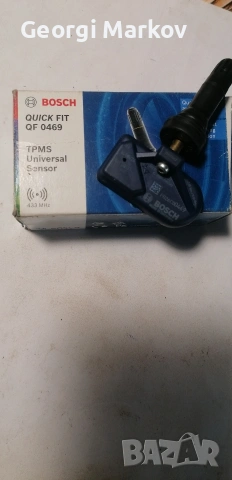 Georgi Markov
BOSCH
QUICK FIT
QF 0469
TPMS
Universal
Sensor
433 MHz
BOSCH
BAZAR